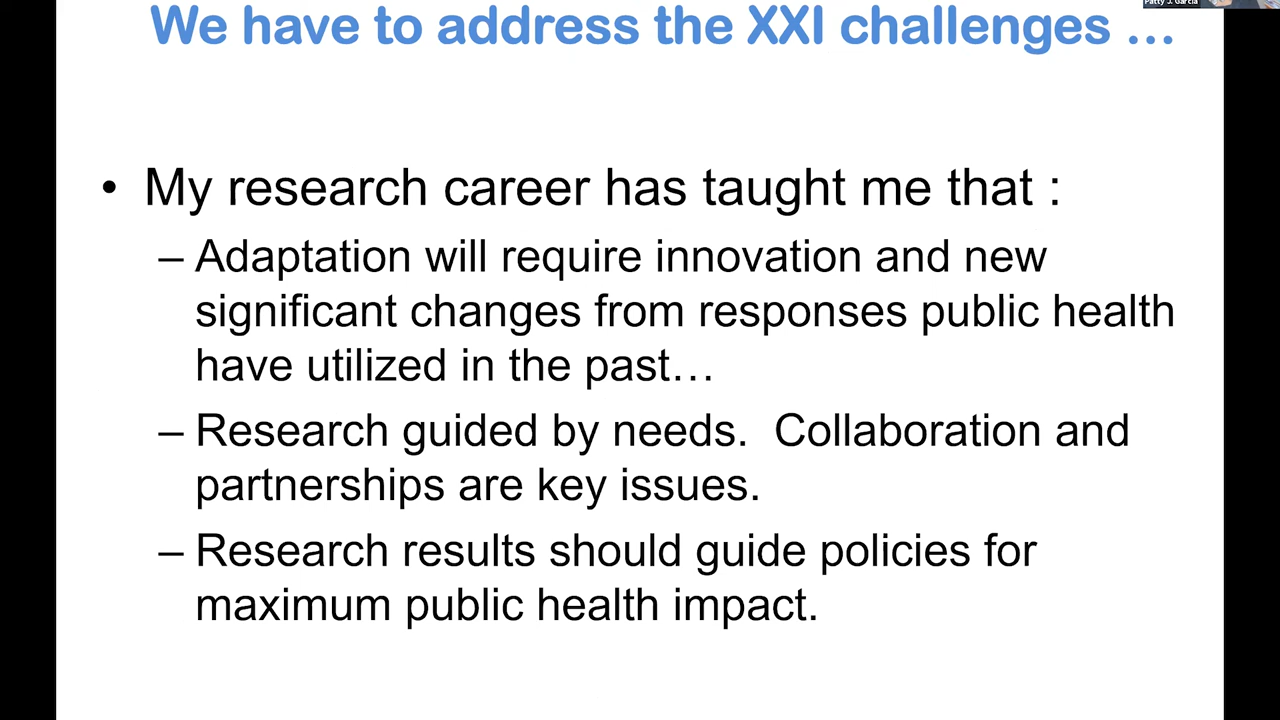 Patty J. Garcia
We have to address the XXI challenges …
• My research career has taught me that :
– Adaptation will require innovation and new
significant changes from responses public health
have utilized in the past…
– Research guided by needs.  Collaboration and
partnerships are key issues.
– Research results should guide policies for
maximum public health impact.